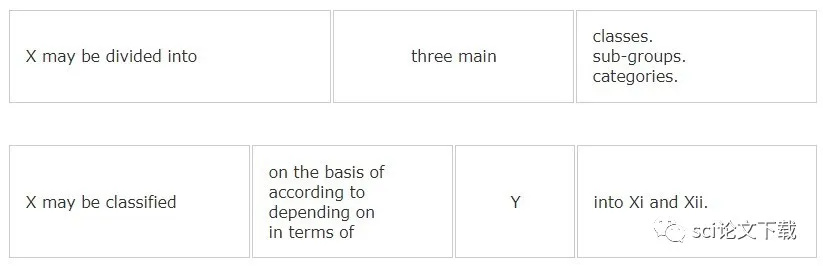 X may be divided into
three main
classes.
sub-groups.
categories.
X may be classified
on the basis of
according to
depending on
in terms of
Y
into Xi and Xii.
sci论文下载